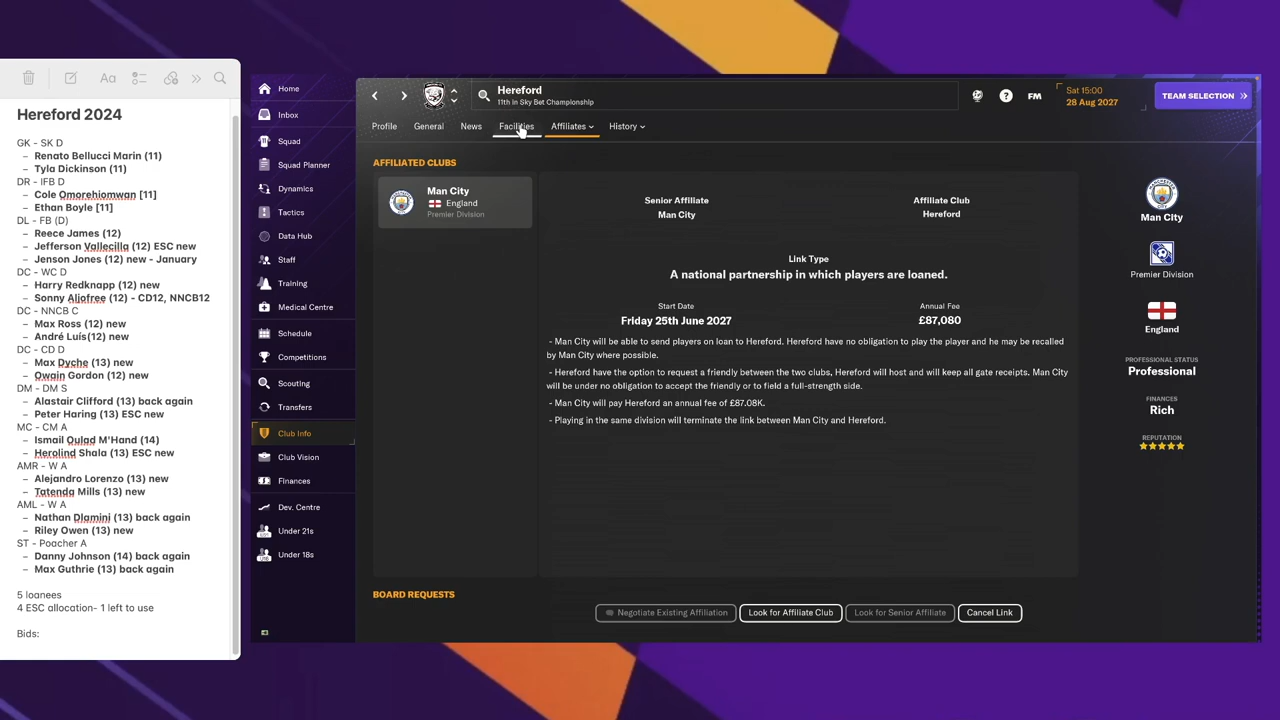 Hereford 2024
GK - SK D
– Renato Bellucci Marin (11)
– Tyla Dickinson (11)
DR - IFB D
– Cole Omorehiomwan [11]
– Ethan Boyle [11]
DL - FB (D)
– Reece James (12)
– Jefferson Vallecilla (12) ESC new
– Jenson Jones (12) new - January
DC - WC D
– Harry Redknapp (12) new
– Sonny Aljofree (12) - CD12, NNCB12
DC - NNCB C
– Max Ross (12) new
– André Luís(12) new
DC - CD D
– Max Dyche (13) new
– Owain Gordon (12) new
DM - DM S
– Alastair Clifford (13) back again
– Peter Haring (13) ESC new
MC - CM A
– Ismail Oulad M'Hand (14)
– Herolind Shala (13) ESC new
AMR - W A
– Alejandro Lorenzo (13) new
– Tatenda Mills (13) new
AML - W A
– Nathan Dlamini (13) back again
– Riley Owen (13) new
ST - Poacher A
– Danny Johnson (14) back again
– Max Guthrie (13) back again
5 loanees
4 ESC allocation- 1 left to use
Bids:
Home
Inbox
Squad
Squad Planner
Dynamics
Tactics
Data Hub
Staff
Training
Medical Centre
Schedule
Competitions
Scouting
Transfers
Club Info
Club Vision
Finances
Dev. Centre
Under 21s
Under 18s
Hereford
11th in Sky Bet Championship
FM
Sat 15:00
28 Aug 2027
TEAM SELECTION
Profile General News Facilities Affiliates History
AFFILIATED CLUBS
Man City
England
Premier Division
Senior Affiliate
Man City
Affiliate Club
Hereford
Link Type
A national partnership in which players are loaned.
Start Date
Friday 25th June 2027
Annual Fee
£87,080
- Man City will be able to send players on loan to Hereford. Hereford have no obligation to play the player and he may be recalled
by Man City where possible.
- Hereford have the option to request a friendly between the two clubs, Hereford will host and will keep all gate receipts. Man City
will be under no obligation to accept the friendly or to field a full-strength side.
- Man City will pay Hereford an annual fee of £87.08K.
- Playing in the same division will terminate the link between Man City and Hereford.
BOARD REQUESTS
Negotiate Existing Affiliation
Look for Affiliate Club
Look for Senior Affiliate
Cancel Link
Man City
Premier Division
England
PROFESSIONAL STATUS
Professional
FINANCES
Rich
REPUTATION